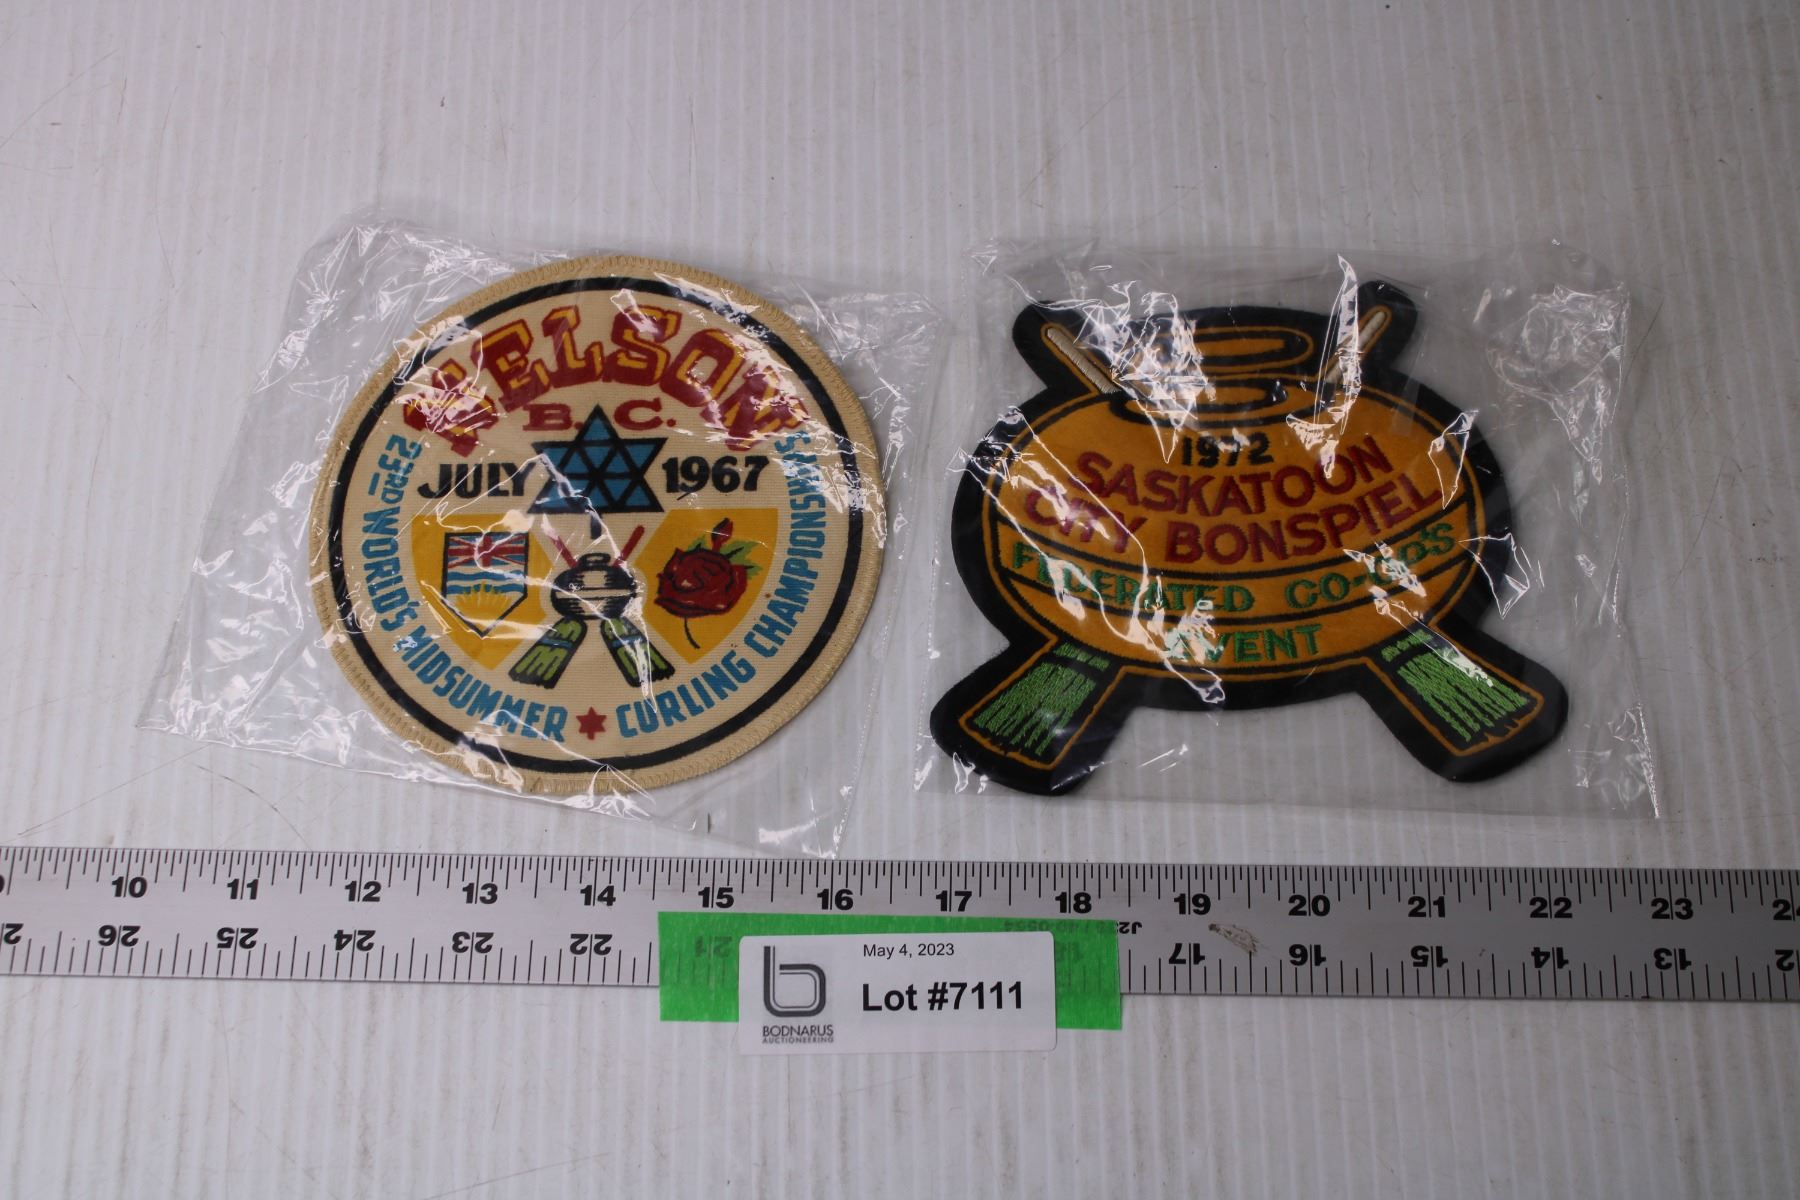 NELSON
B.C.
JULY 1967
23RD WORLD'S MIDSUMMER ★ CURLING CHAMPIONSHIPS
1972
SASKATOON
CITY BONSPIEL
FEDERATED CO-OP'S
EVENT
10 11 12 13 14 15 16 17 18 19 20 21 22 23 24
26 25 24 23 22 21 17 16 15 14 13
May 4, 2023
Lot #7111
BODNARUS
AUCTIONEERING